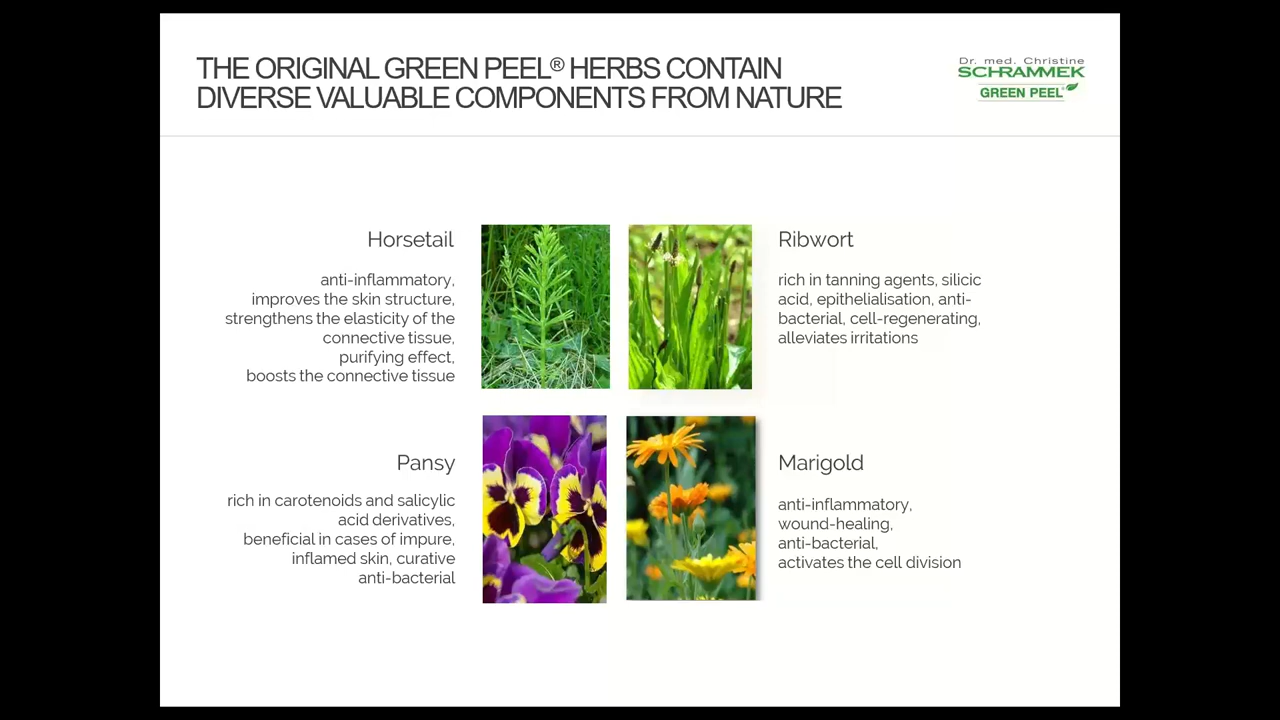 THE ORIGINAL GREEN PEEL® HERBS CONTAIN
DIVERSE VALUABLE COMPONENTS FROM NATURE
Dr. med. Christine
SCHRAMMEK
GREEN PEEL®
Horsetail
anti-inflammatory,
improves the skin structure,
strengthens the elasticity of the
connective tissue,
purifying effect,
boosts the connective tissue
Ribwort
rich in tanning agents, silicic
acid, epithelialisation, anti-
bacterial, cell-regenerating,
alleviates irritations
Pansy
rich in carotenoids and salicylic
acid derivatives,
beneficial in cases of impure,
inflamed skin, curative
anti-bacterial
Marigold
anti-inflammatory,
wound-healing,
anti-bacterial,
activates the cell division